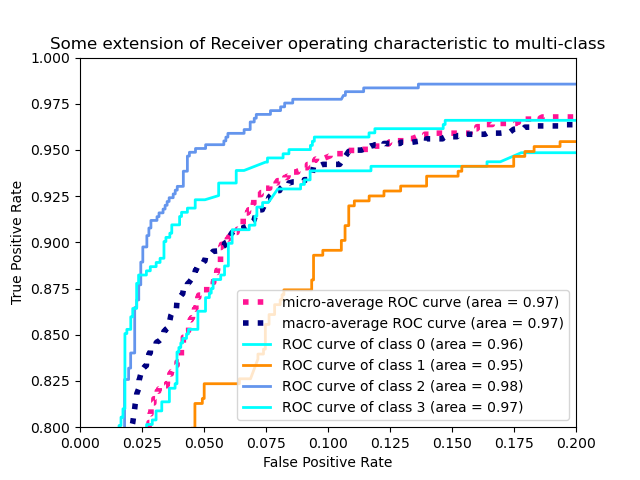 Some extension of Receiver operating characteristic to multi-class
1.000
0.975
0.950
0.925
0.900
0.875
0.850
0.825
0.800
True Positive Rate
micro-average ROC curve (area = 0.97)
macro-average ROC curve (area = 0.97)
ROC curve of class 0 (area = 0.96)
ROC curve of class 1 (area = 0.95)
ROC curve of class 2 (area = 0.98)
ROC curve of class 3 (area = 0.97)
0.000 0.025 0.050 0.075 0.100 0.125 0.150 0.175 0.200
False Positive Rate